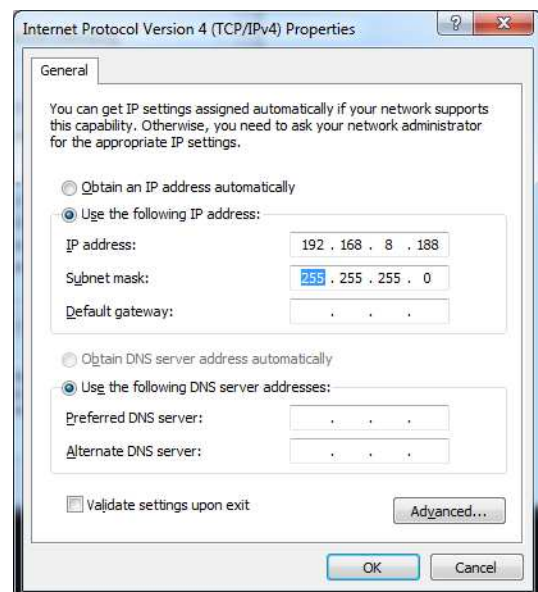 Internet Protocol Version 4 (TCP/IPv4) Properties
General
You can get IP settings assigned automatically if your network supports
this capability. Otherwise, you need to ask your network administrator
for the appropriate IP settings.
Obtain an IP address automatically
Use the following IP address:
IP address: 192 . 168 . 8 . 188
Subnet mask: 255 . 255 . 255 . 0
Default gateway: . . .
Obtain DNS server address automatically
Use the following DNS server addresses:
Preferred DNS server: . . .
Alternate DNS server: . . .
Validate settings upon exit
Advanced...
OK Cancel